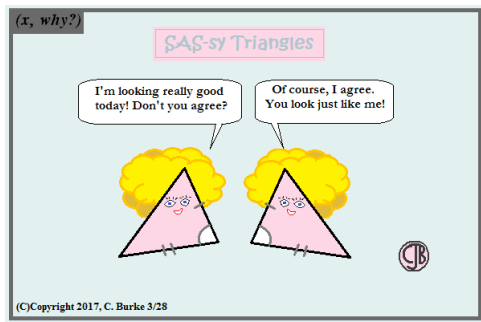 (x, why?)
SAS-sy Triangles
I'm looking really good
today! Don't you agree?
Of course, I agree.
You look just like me!
CJB
(C)Copyright 2017, C. Burke 3/28